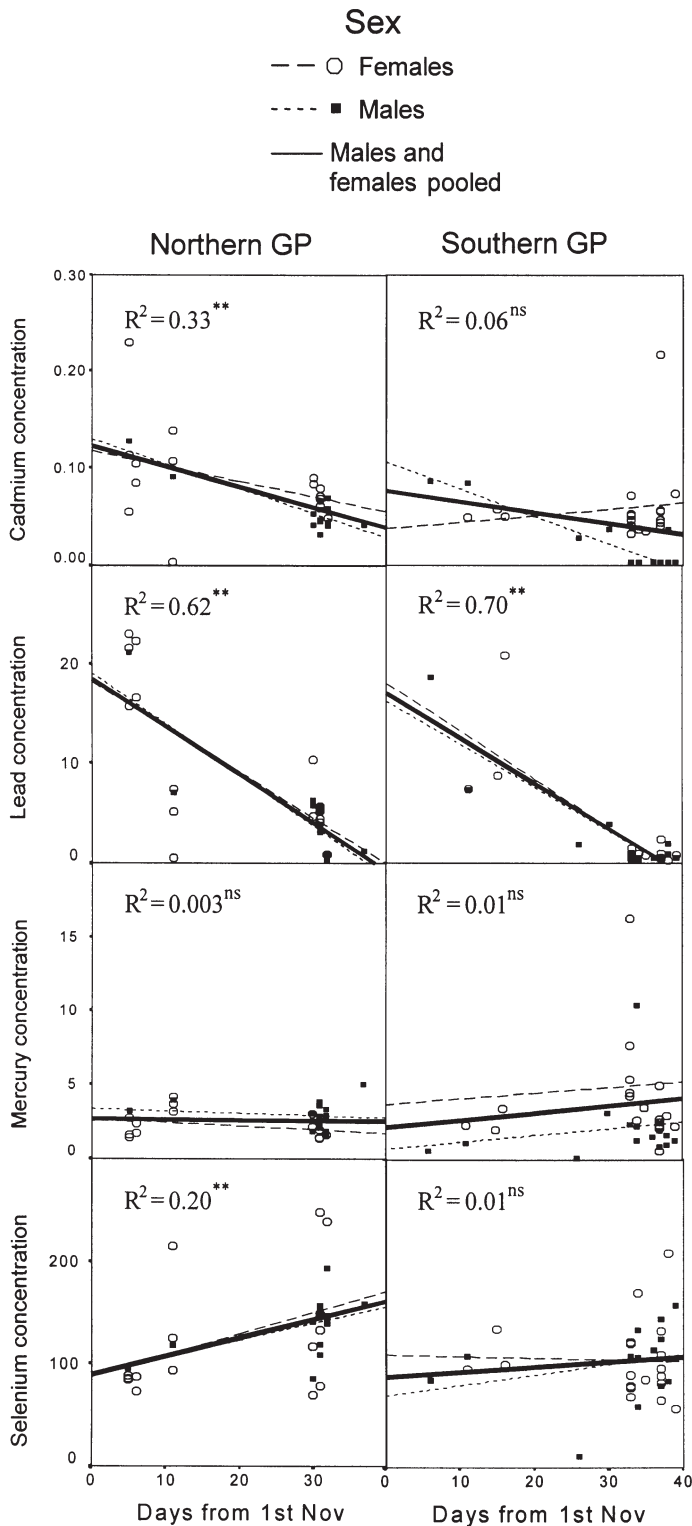 Sex
Females
Males
Males and
females pooled
Northern GP
Southern GP
Cadmium concentration
0.30
0.20
0.10
0.00
R² = 0.33**
R² = 0.06ns
Lead concentration
20
10
0
R² = 0.62**
R² = 0.70**
Mercury concentration
15
10
5
0
R² = 0.003ns
R² = 0.01ns
Selenium concentration
200
100
0
R² = 0.20**
R² = 0.01ns
0 10 20 30 0 10 20 30 40
Days from 1st Nov
Days from 1st Nov